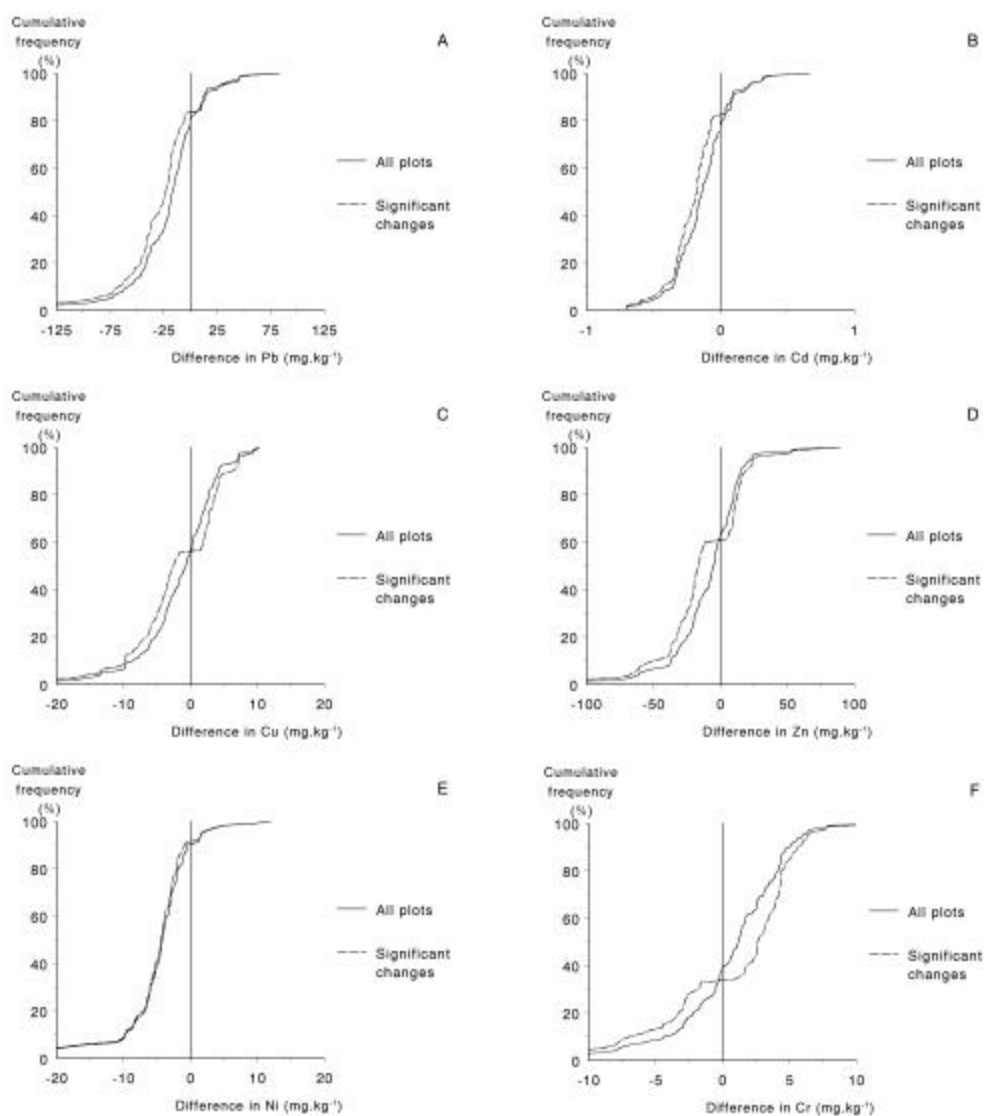 Cumulative
frequency
(%)
A
100
80
60
40
20
0
All plots
Significant
changes
-125 -75 -25 25 75 125
Difference in Pb (mg.kg-¹)
Cumulative
frequency
(%)
B
100
80
60
40
20
0
All plots
Significant
changes
-1 0 1
Difference in Cd (mg.kg-¹)
Cumulative
frequency
(%)
C
100
80
60
40
20
0
All plots
Significant
changes
-20 -10 0 10 20
Difference in Cu (mg.kg-¹)
Cumulative
frequency
(%)
D
100
80
60
40
20
0
All plots
Significant
changes
-100 -50 0 50 100
Difference in Zn (mg.kg-¹)
Cumulative
frequency
(%)
E
100
80
60
40
20
0
All plots
Significant
changes
-20 -10 0 10 20
Difference in Ni (mg.kg-¹)
Cumulative
frequency
(%)
F
100
80
60
40
20
0
All plots
Significant
changes
-10 -5 0 5 10
Difference in Cr (mg.kg-¹)